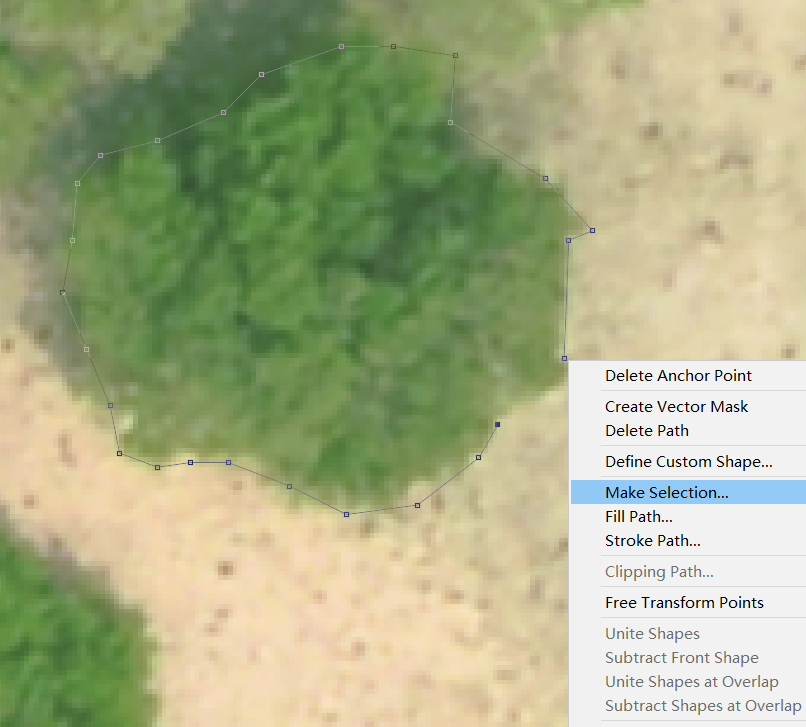 Delete Anchor Point
Create Vector Mask
Delete Path
Define Custom Shape...
Make Selection...
Fill Path...
Stroke Path...
Clipping Path...
Free Transform Points
Unite Shapes
Subtract Front Shape
Unite Shapes at Overlap
Subtract Shapes at Overlap